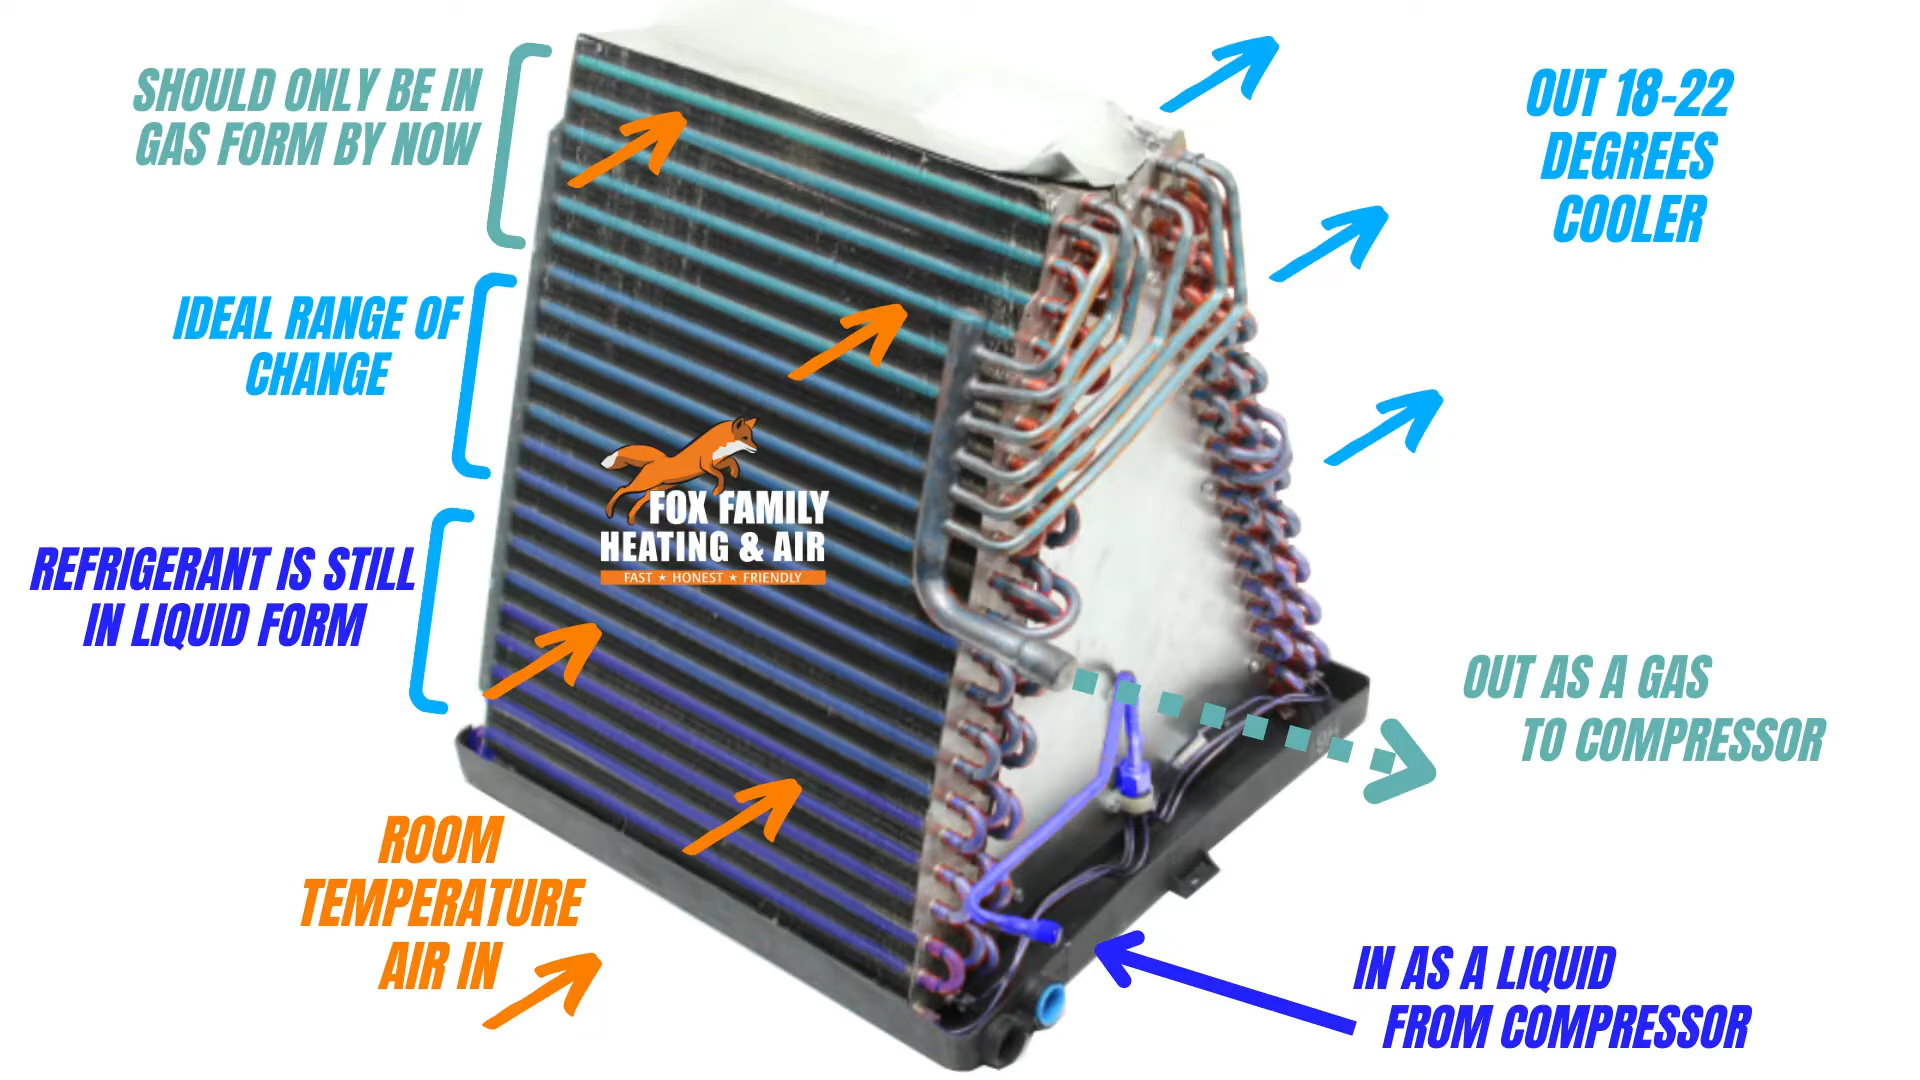 SHOULD ONLY BE IN
GAS FORM BY NOW
IDEAL RANGE OF
CHANGE
REFRIGERANT IS STILL
IN LIQUID FORM
ROOM
TEMPERATURE
AIR IN
FOX FAMILY
HEATING & AIR
FAST ★ HONEST ★ FRIENDLY
OUT 18-22
DEGREES
COOLER
OUT AS A GAS
TO COMPRESSOR
IN AS A LIQUID
FROM COMPRESSOR